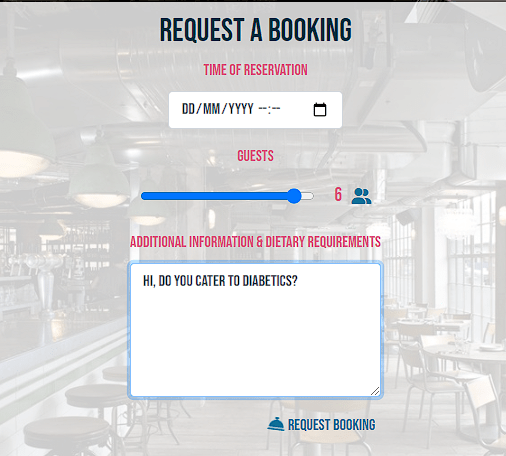 REQUEST A BOOKING
TIME OF RESERVATION
DD/MM/YYYY --:--
GUESTS
6
ADDITIONAL INFORMATION & DIETARY REQUIREMENTS
HI, DO YOU CATER TO DIABETICS?
REQUEST BOOKING